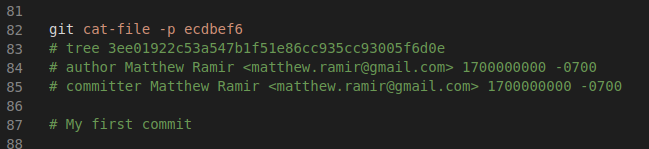 81
82 git cat-file -p ecdbef6
83 # tree 3ee01922c53a547b1f51e86cc935cc93005f6d0e
84 # author Matthew Ramir <matthew.ramir@gmail.com> 1700000000 -0700
85 # committer Matthew Ramir <matthew.ramir@gmail.com> 1700000000 -0700
86
87 # My first commit
88